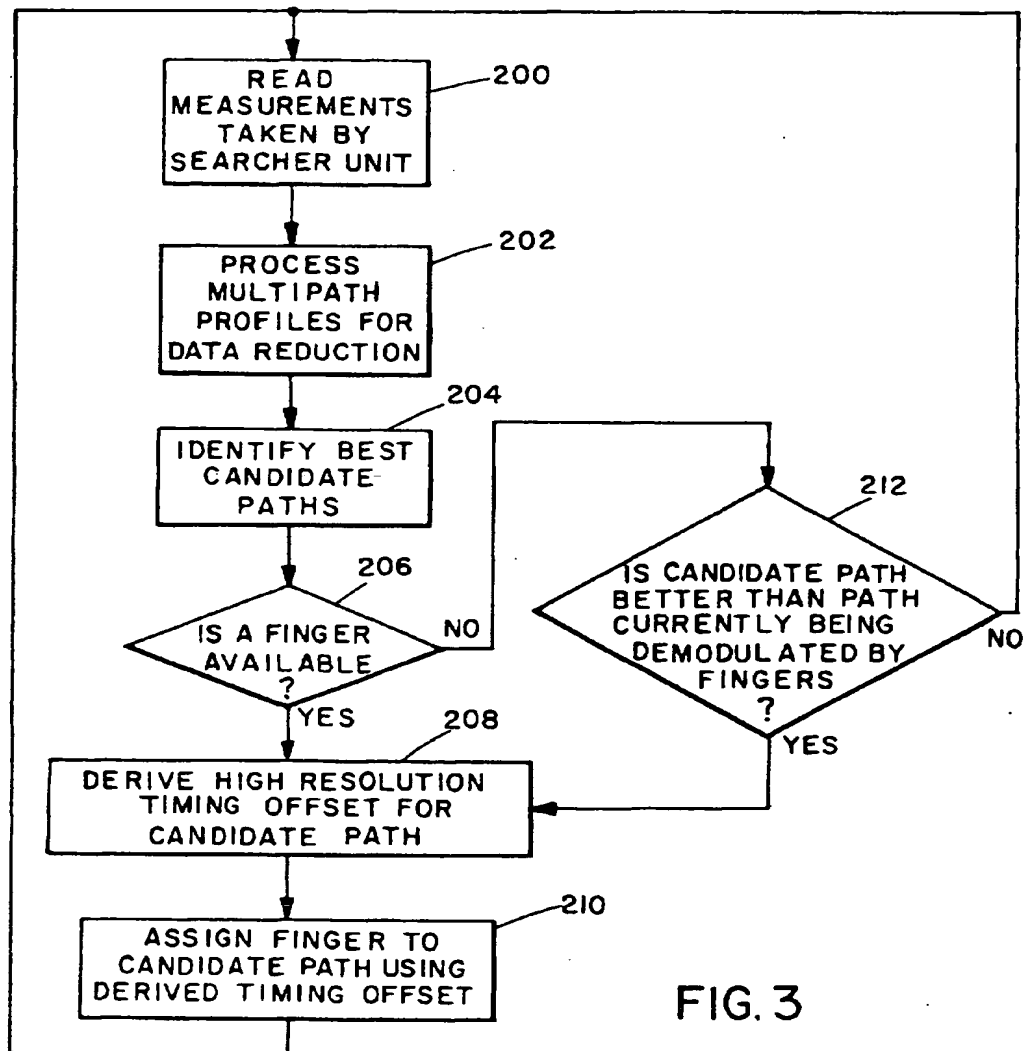 READ
MEASUREMENTS
TAKEN BY
SEARCHER UNIT
200
PROCESS
MULTIPATH
PROFILES FOR
DATA REDUCTION
202
IDENTIFY BEST
CANDIDATE
PATHS
204
IS A FINGER
AVAILABLE
?
206
NO
YES
IS CANDIDATE PATH
BETTER THAN PATH
CURRENTLY BEING
DEMODULATED BY
FINGERS
?
212
NO
YES
DERIVE HIGH RESOLUTION
TIMING OFFSET FOR
CANDIDATE PATH
208
ASSIGN FINGER TO
CANDIDATE PATH USING
DERIVED TIMING OFFSET
210
FIG. 3